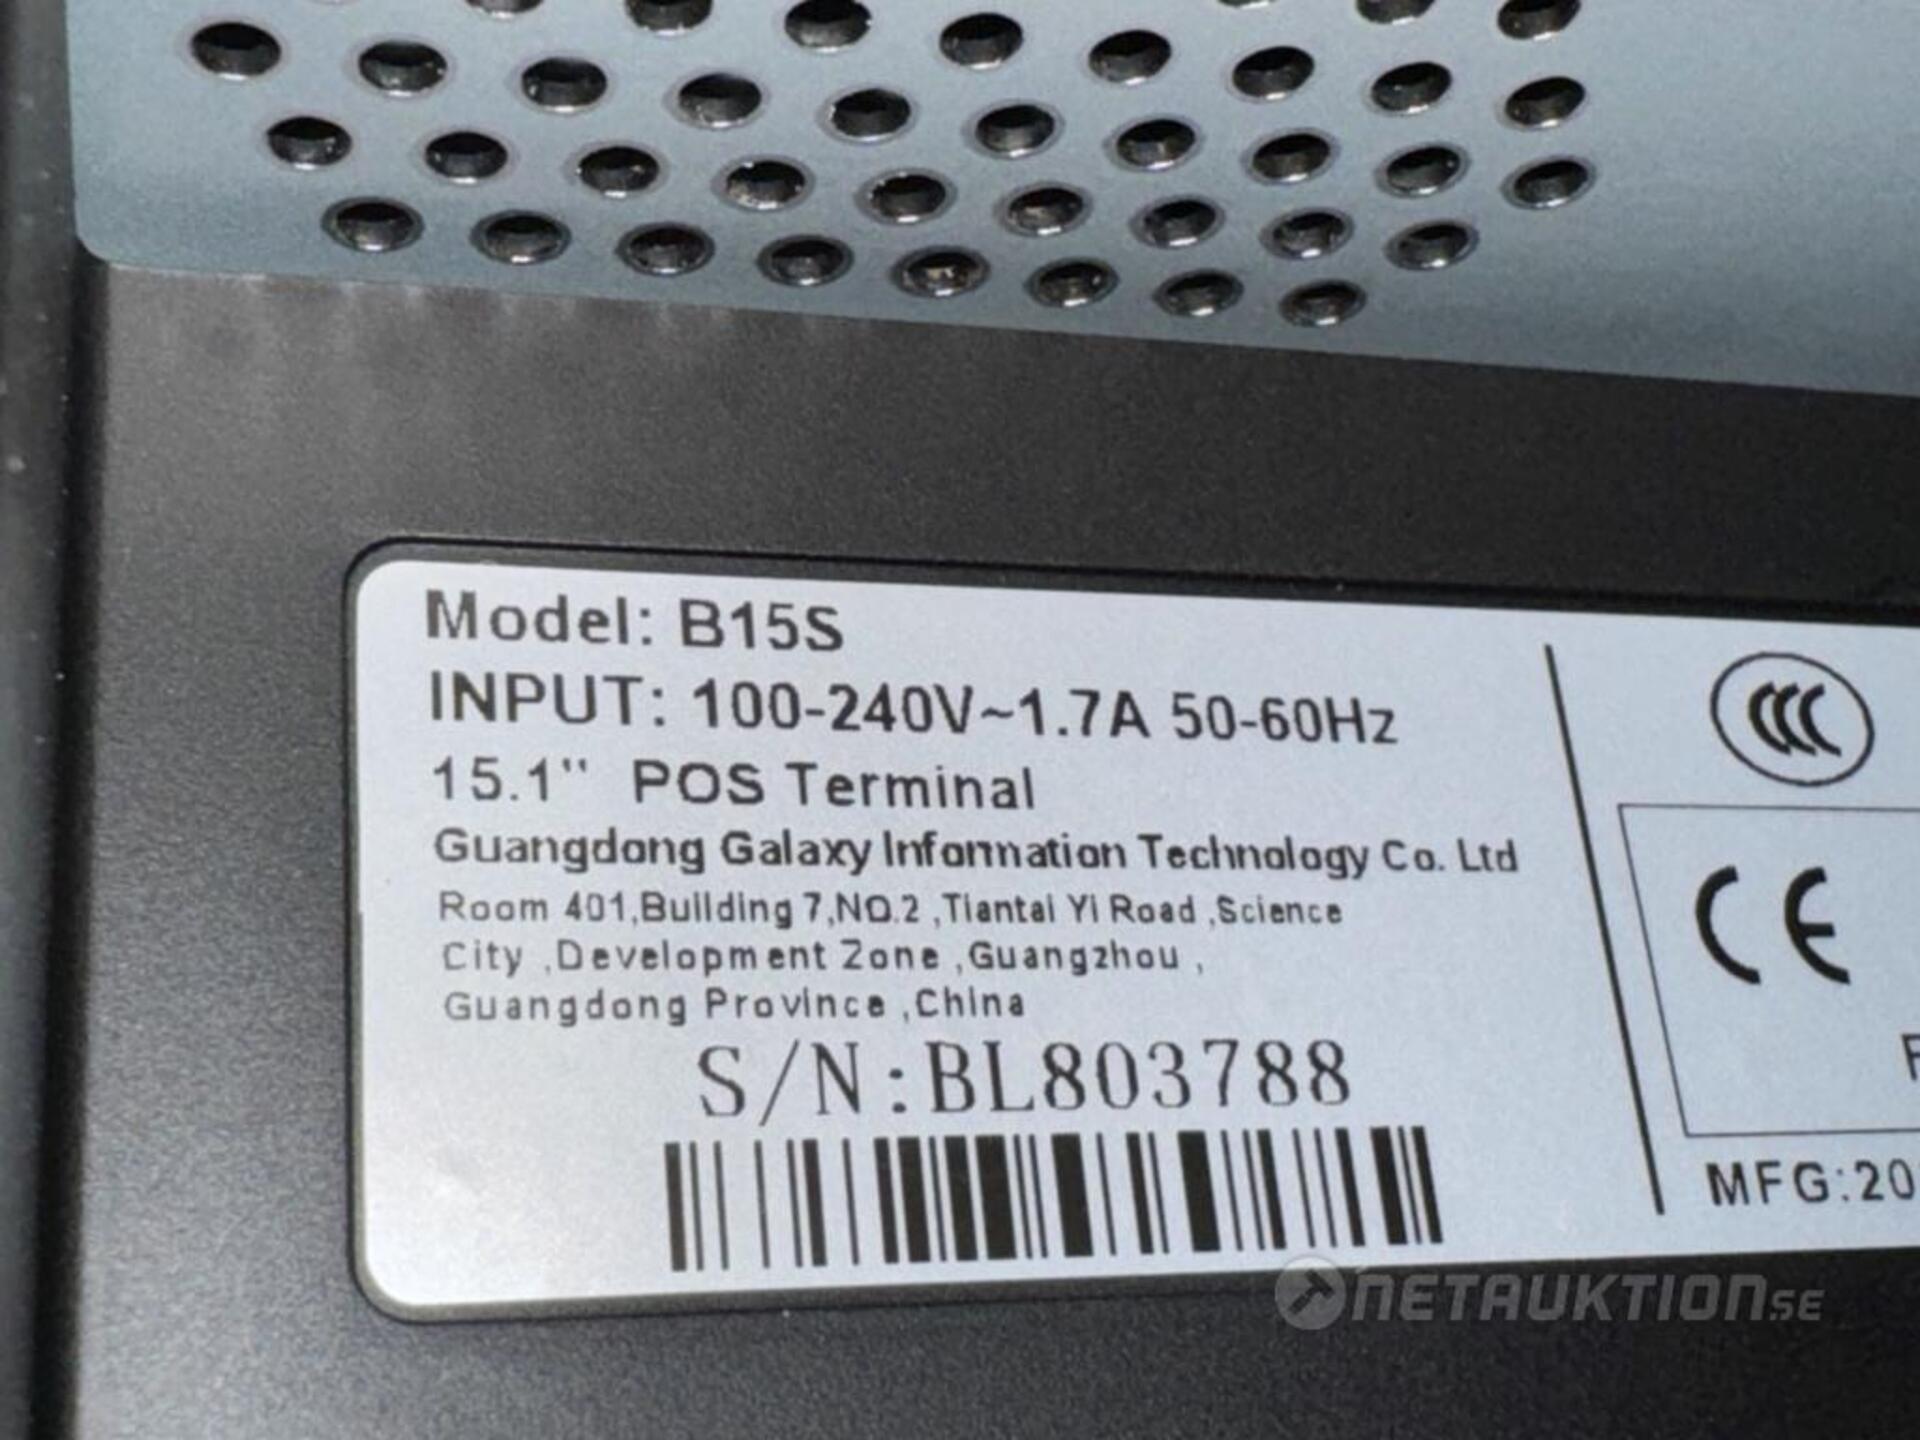 Model: B15S
INPUT: 100-240V~1.7A 50-60Hz
15.1" POS Terminal
Guangdong Galaxy Information Technology Co. Ltd
Room 401,Building 7,NO.2 ,Tiantai Yi Road ,Science
City ,Development Zone ,Guangzhou ,
Guangdong Province ,China
S/N:BL803788
CCC
CE
MFG:20
NETAUKTION.SE